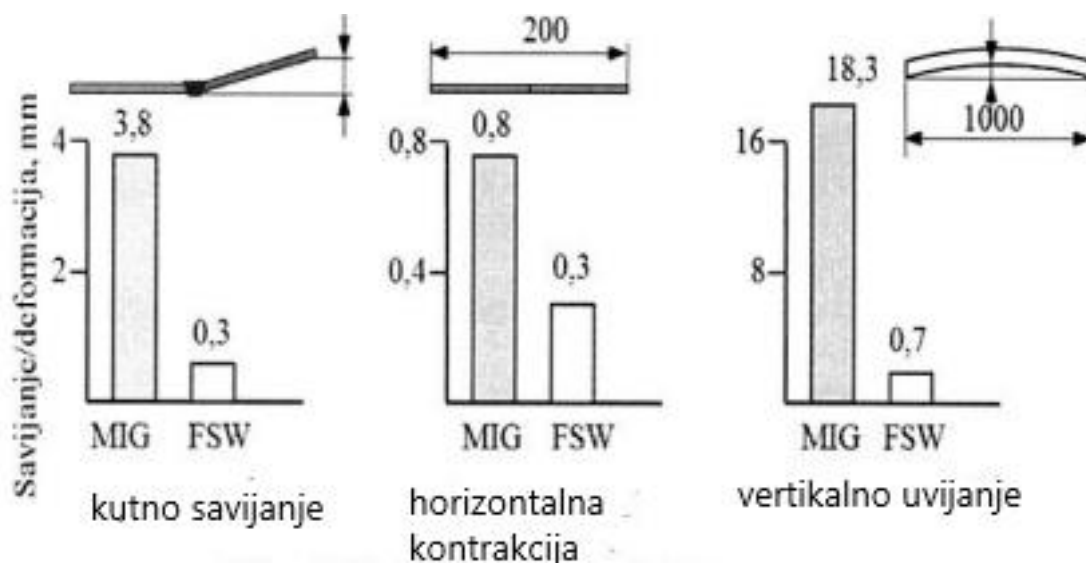 Savijanje/deformacija, mm
4
2
3,8
0,3
MIG FSW
kutno savijanje
200
0,8
0,4
0,8
0,3
MIG FSW
horizontalna
kontrakcija
18,3
1000
16
8
0,7
MIG FSW
vertikalno uvijanje